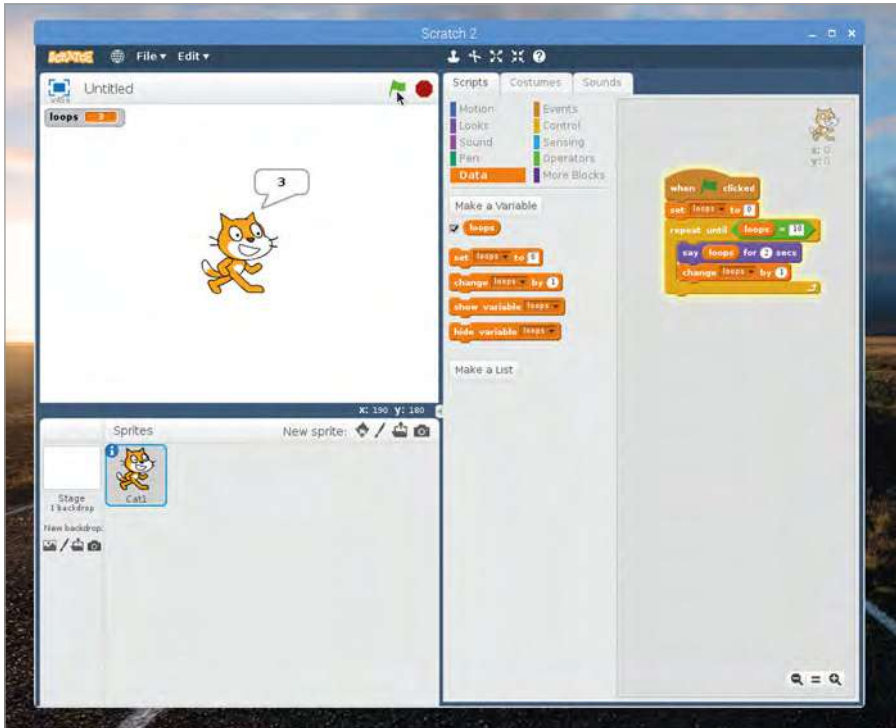 Scratch 2
SCRATCH File Edit
Untitled
loops 3
3
x: 190 y: 180
Sprites New sprite:
Stage
1 backdrop
New backdrop:
Cat1
Scripts Costumes Sounds
Motion Events
Looks Control
Sound Sensing
Pen Operators
Data More Blocks
Make a Variable
loops
set loops to 0
change loops by 1
show variable loops
hide variable loops
Make a List
x: 0
y: 0
when clicked
set loops to 0
repeat until loops = 10
say loops for 2 secs
change loops by 1